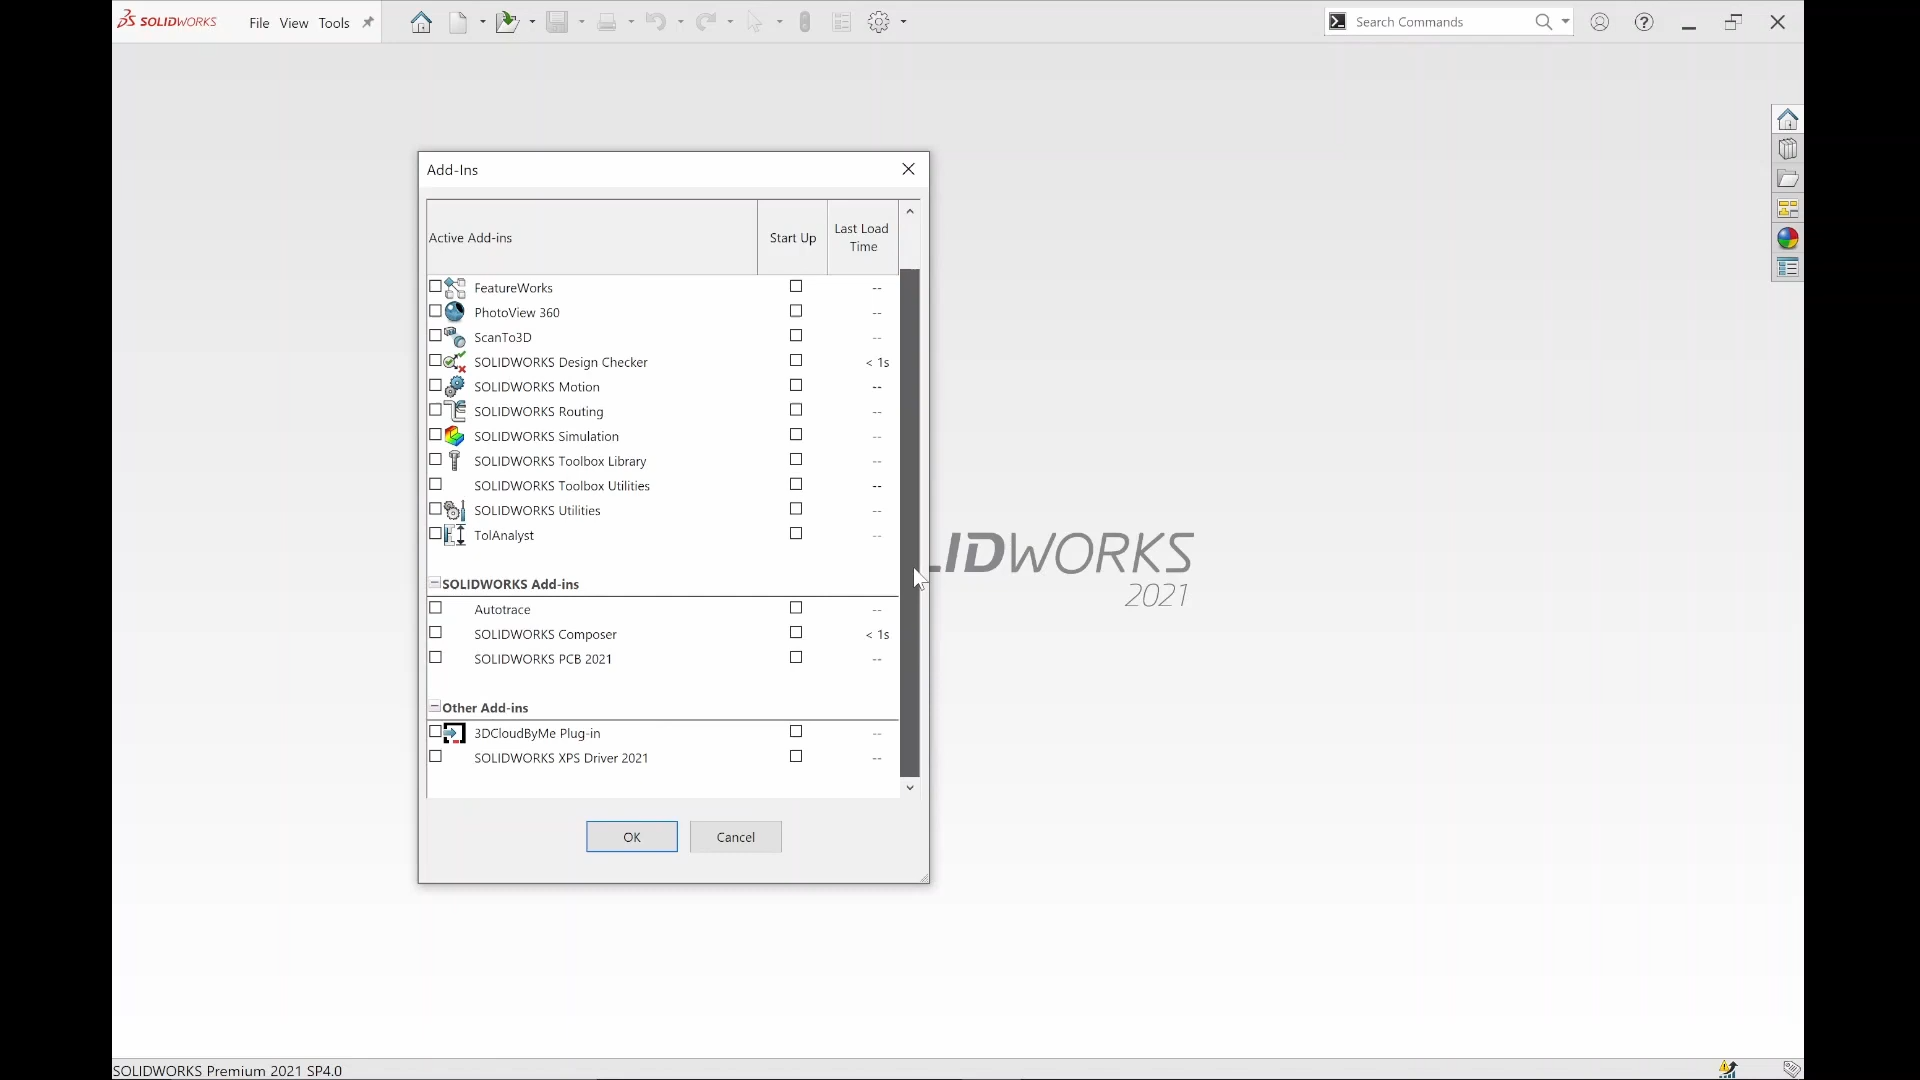 SOLIDWORKS File View Tools Search Commands
Add-Ins
Active Add-ins Start Up Last Load Time
FeatureWorks --
PhotoView 360 --
ScanTo3D --
SOLIDWORKS Design Checker < 1s
SOLIDWORKS Motion --
SOLIDWORKS Routing --
SOLIDWORKS Simulation --
SOLIDWORKS Toolbox Library --
SOLIDWORKS Toolbox Utilities --
SOLIDWORKS Utilities --
TolAnalyst --
SOLIDWORKS Add-ins
Autotrace --
SOLIDWORKS Composer < 1s
SOLIDWORKS PCB 2021 --
Other Add-ins
3DCloudByMe Plug-in --
SOLIDWORKS XPS Driver 2021 --
OK Cancel
LIDWORKS
2021
SOLIDWORKS Premium 2021 SP4.0